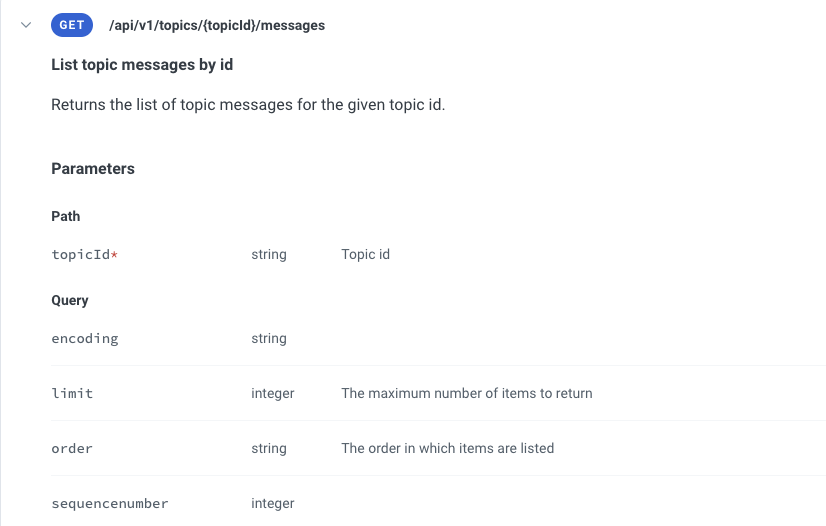 GET /api/v1/topics/{topicId}/messages
List topic messages by id
Returns the list of topic messages for the given topic id.
Parameters
Path
topicId* string Topic id
Query
encoding string
limit integer The maximum number of items to return
order string The order in which items are listed
sequencenumber integer